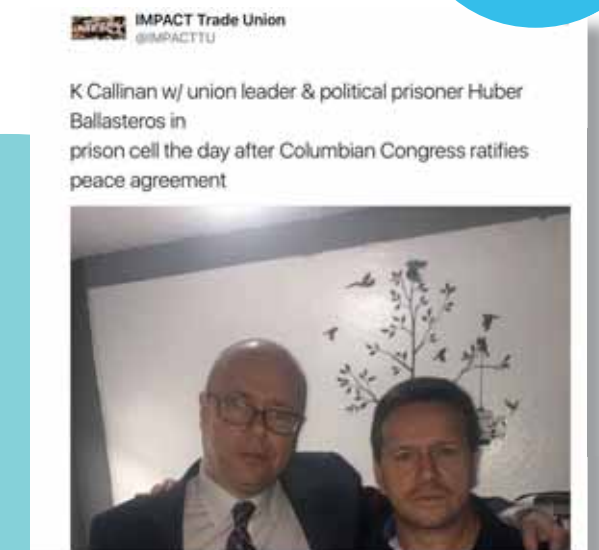 IMPACT Trade Union
@IMPACTTU
K Callinan w/ union leader & political prisoner Huber
Ballasteros in
prison cell the day after Columbian Congress ratifies
peace agreement